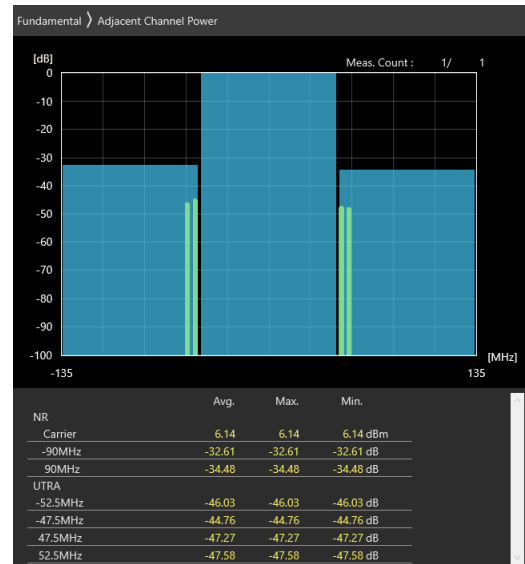 Fundamental 〉 Adjacent Channel Power
[dB]
Meas. Count : 1/ 1
0
-10
-20
-30
-40
-50
-60
-70
-80
-90
-100
[MHz]
-135 135
Avg. Max. Min.
NR
Carrier 6.14 6.14 6.14 dBm
-90MHz -32.61 -32.61 -32.61 dB
90MHz -34.48 -34.48 -34.48 dB
UTRA
-52.5MHz -46.03 -46.03 -46.03 dB
-47.5MHz -44.76 -44.76 -44.76 dB
47.5MHz -47.27 -47.27 -47.27 dB
52.5MHz -47.58 -47.58 -47.58 dB